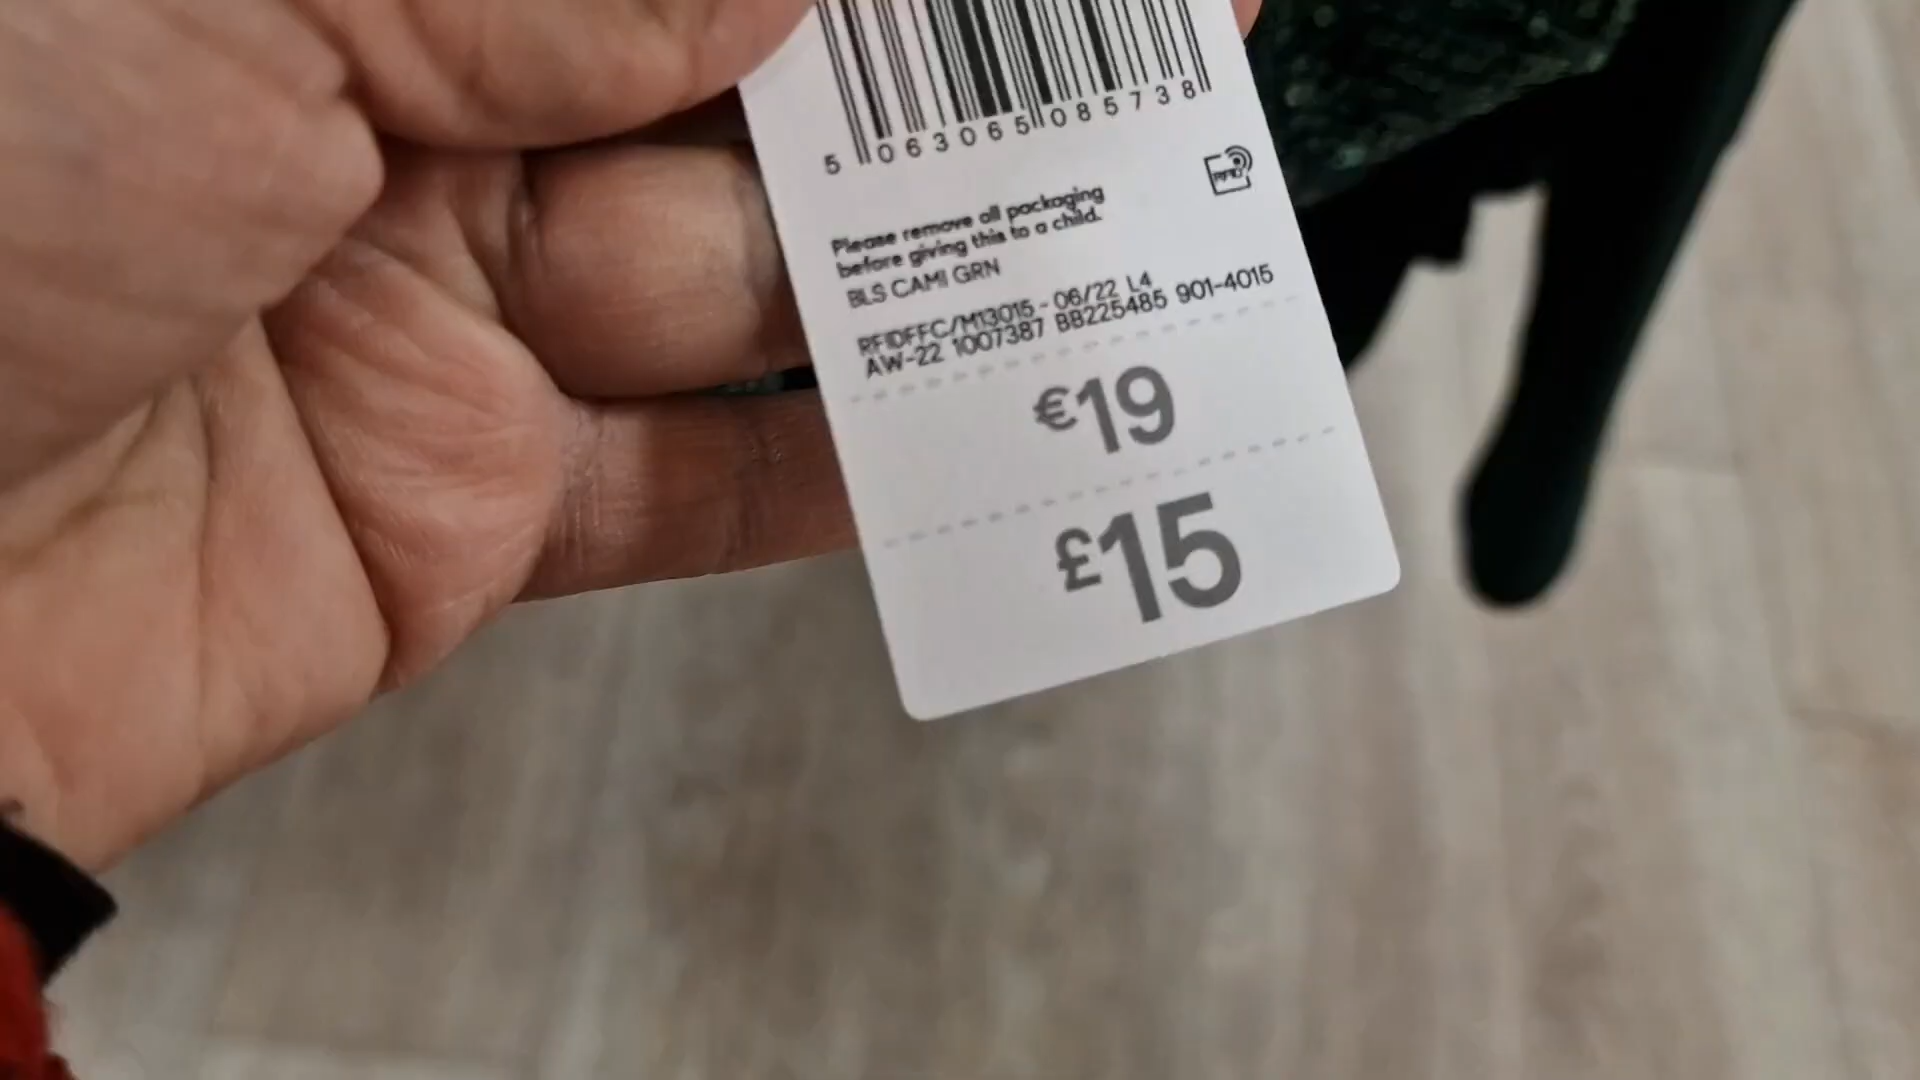 5 063065 085738
RFID
Please remove all packaging
before giving this to a child.
BLS CAMI GRN
RFIDFFC/M13015 - 06/22 L4
AW-22 1007387 BB225485 901-4015
€19
£15